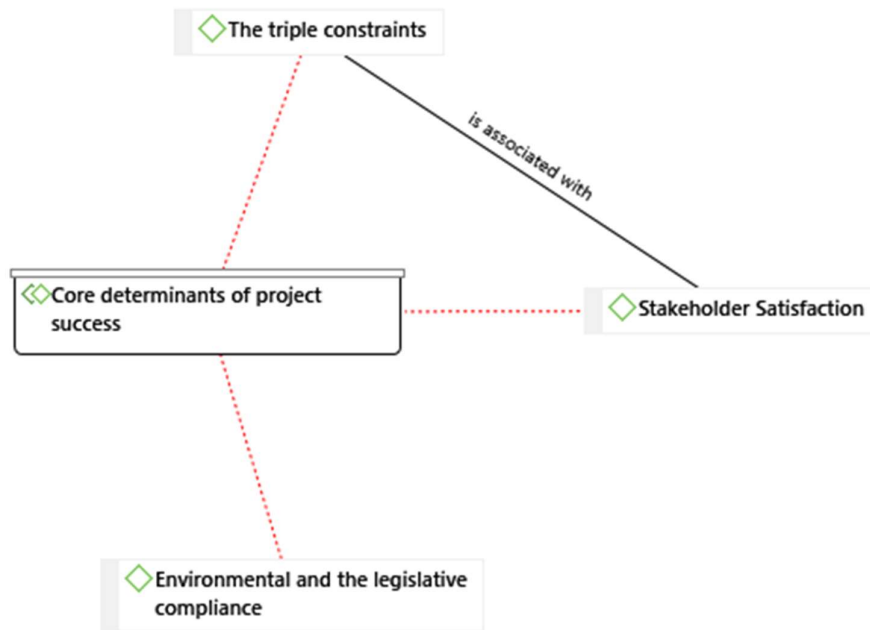 The triple constraints
is associated with
Core determinants of project
success
Stakeholder Satisfaction
Environmental and the legislative
compliance